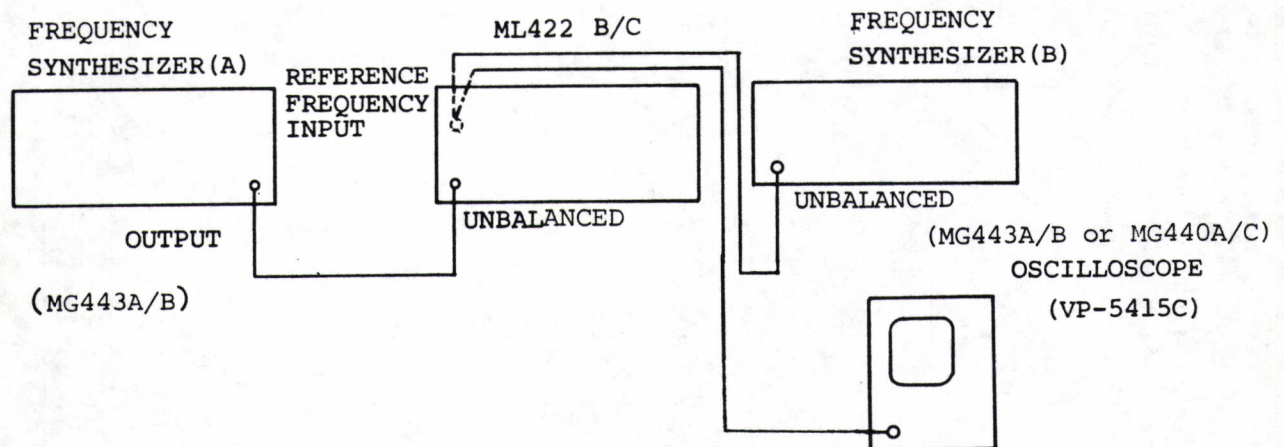 FREQUENCY
SYNTHESIZER(A)
REFERENCE
FREQUENCY
INPUT
ML422 B/C
FREQUENCY
SYNTHESIZER(B)
OUTPUT
UNBALANCED
UNBALANCED
(MG443A/B)
(MG443A/B or MG440A/C)
OSCILLOSCOPE
(VP-5415C)